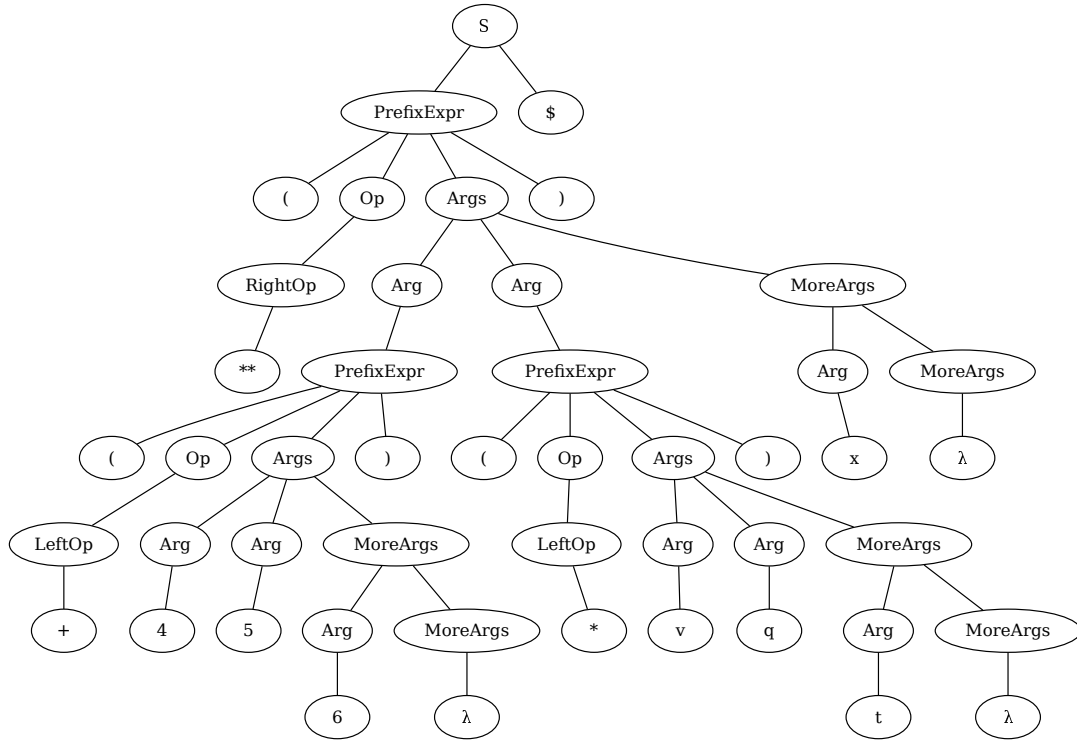 S
PrefixExpr $
( Op Args )
RightOp Arg Arg MoreArgs
** PrefixExpr PrefixExpr Arg MoreArgs
( Op Args ) ( Op Args ) x λ
LeftOp Arg Arg MoreArgs LeftOp Arg Arg MoreArgs
+ 4 5 Arg MoreArgs * v q Arg MoreArgs
6 λ t λ